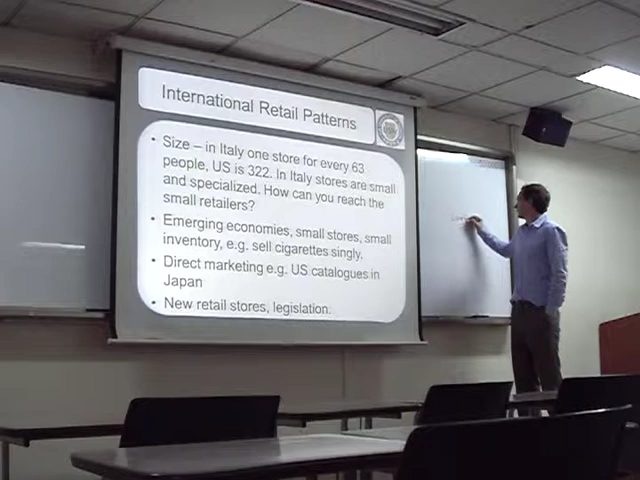 International Retail Patterns
• Size – in Italy one store for every 63
people, US is 322. In Italy stores are small
and specialized. How can you reach the
small retailers?
• Emerging economies, small stores, small
inventory, e.g. sell cigarettes singly.
• Direct marketing e.g. US catalogues in
Japan
• New retail stores, legislation.